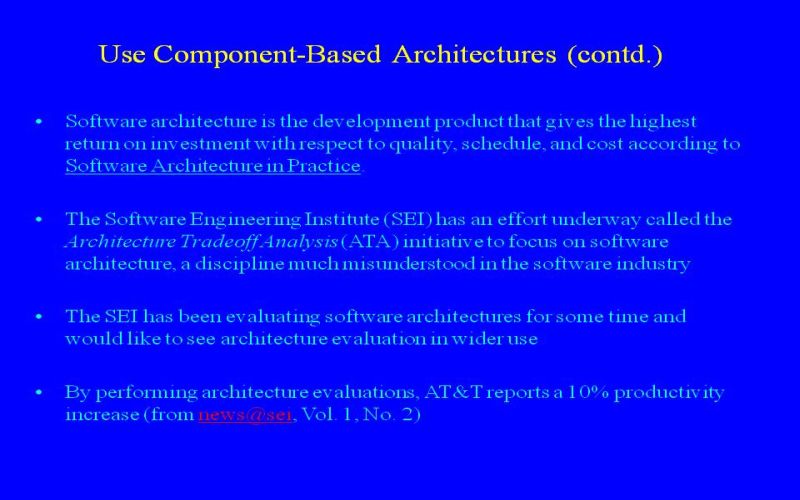 Use Component-Based Architectures (contd.)
• Software architecture is the development product that gives the highest
return on investment with respect to quality, schedule, and cost according to
Software Architecture in Practice.
• The Software Engineering Institute (SEI) has an effort underway called the
Architecture Tradeoff Analysis (ATA) initiative to focus on software
architecture, a discipline much misunderstood in the software industry
• The SEI has been evaluating software architectures for some time and
would like to see architecture evaluation in wider use
• By performing architecture evaluations, AT&T reports a 10% productivity
increase (from news@sei, Vol. 1, No. 2)